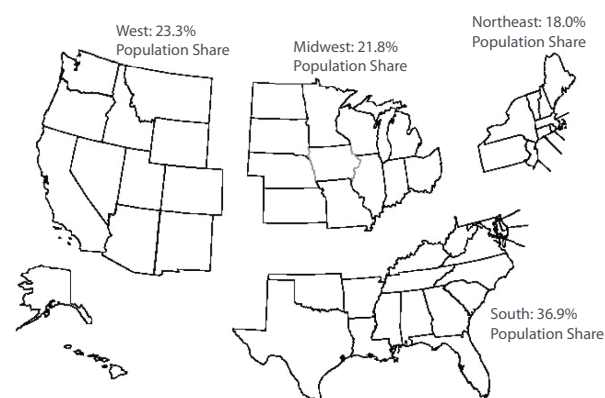 West: 23.3%
Population Share
Midwest: 21.8%
Population Share
Northeast: 18.0%
Population Share
South: 36.9%
Population Share